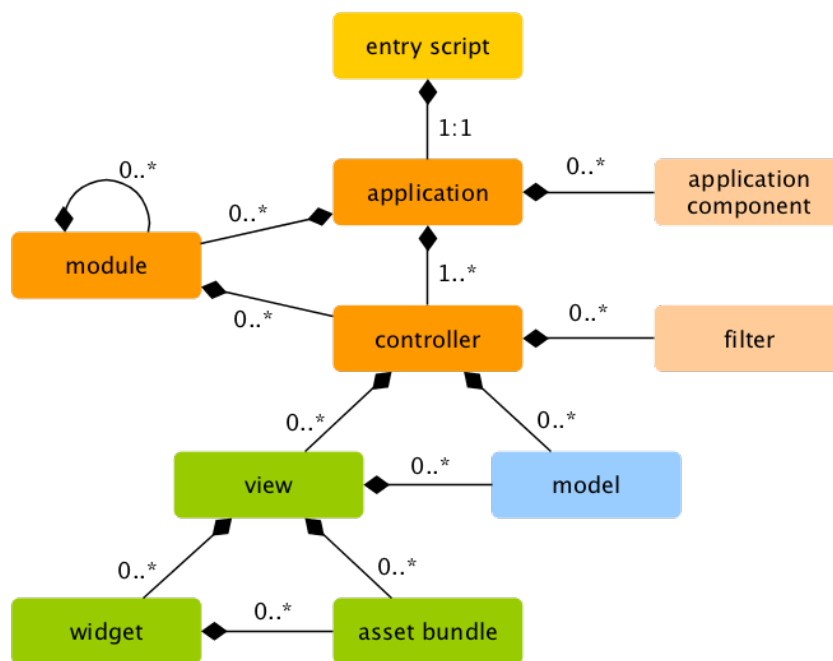 entry script
1:1
0..*
0..*
application
0..*
application
component
module
1..*
0..*
controller
0..*
filter
0..*
0..*
view
0..*
model
0..*
0..*
widget
0..*
asset bundle